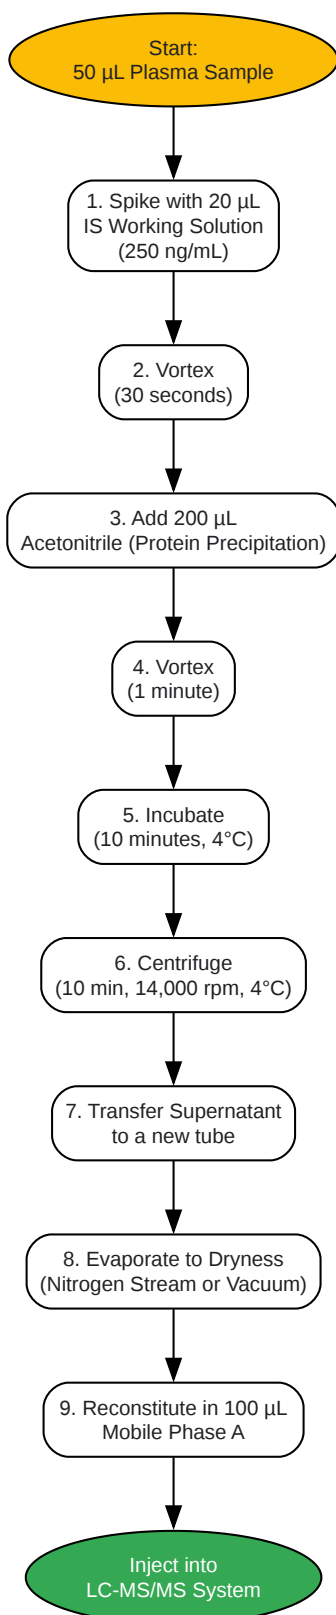 Start:
50 µL Plasma Sample
1. Spike with 20 µL
IS Working Solution
(250 ng/mL)
2. Vortex
(30 seconds)
3. Add 200 µL
Acetonitrile (Protein Precipitation)
4. Vortex
(1 minute)
5. Incubate
(10 minutes, 4°C)
6. Centrifuge
(10 min, 14,000 rpm, 4°C)
7. Transfer Supernatant
to a new tube
8. Evaporate to Dryness
(Nitrogen Stream or Vacuum)
9. Reconstitute in 100 µL
Mobile Phase A
Inject into
LC-MS/MS System